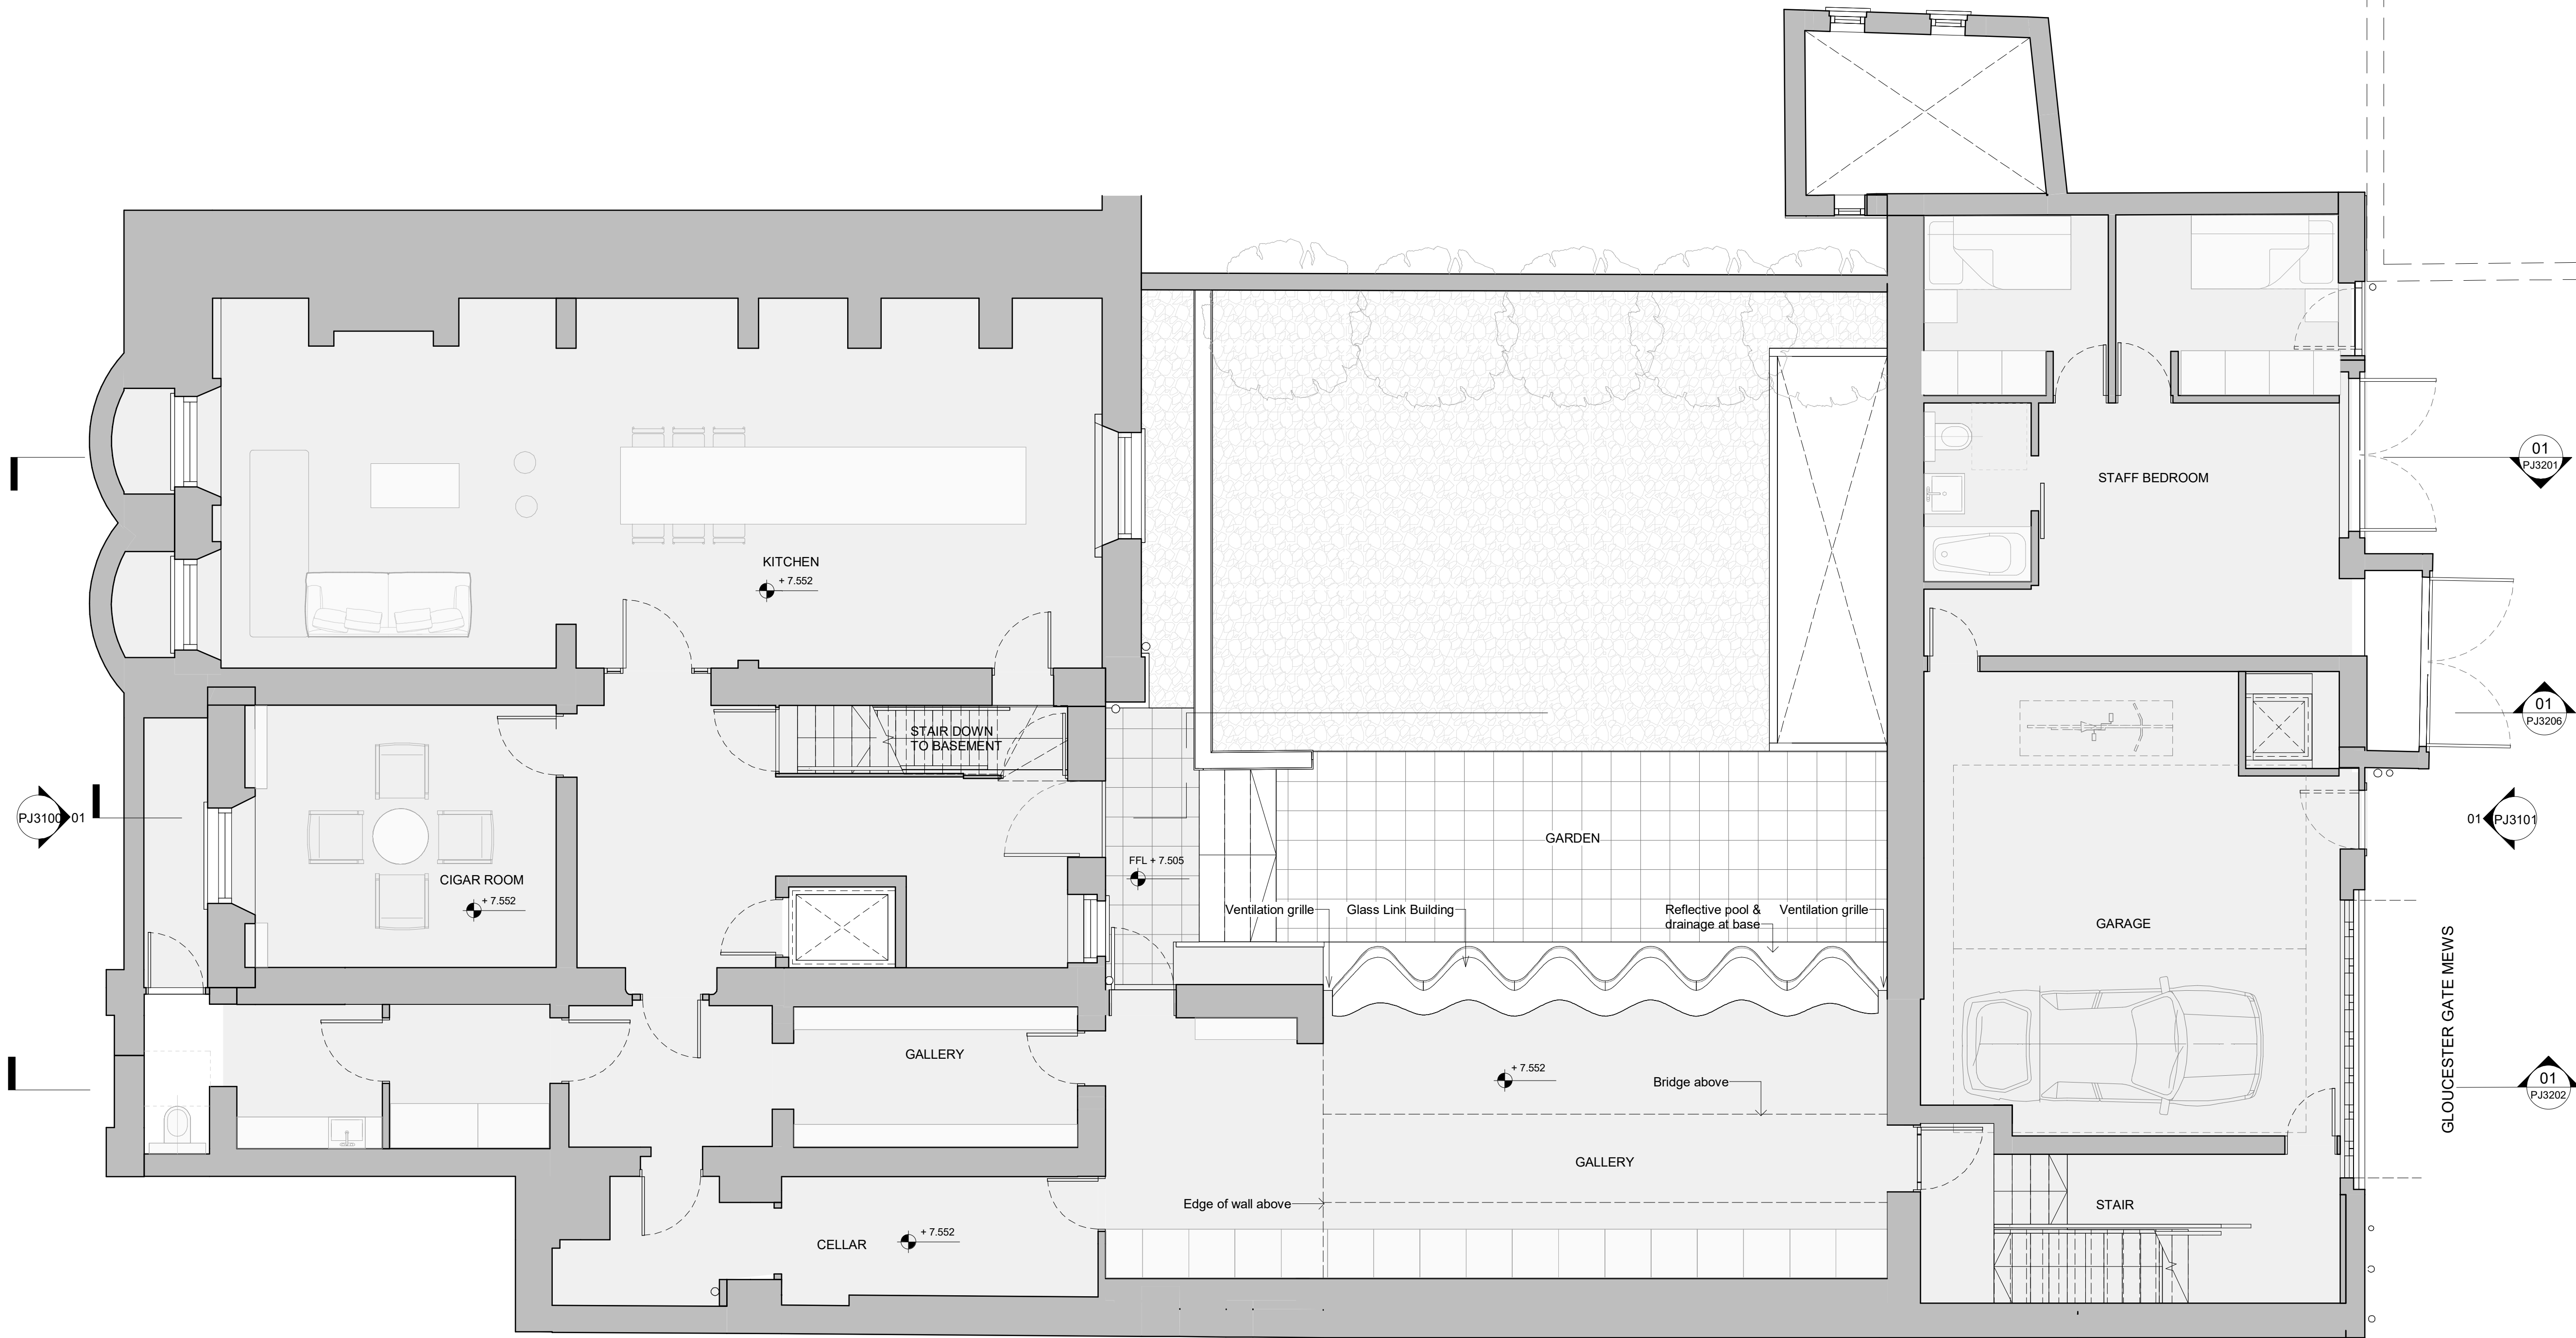 01
PJ3201
STAFF BEDROOM
KITCHEN
+ 7.552
01
PJ3206
STAIR DOWN
TO BASEMENT
PJ3100
01
01
PJ3101
GARDEN
FFL + 7.505
CIGAR ROOM
+ 7.552
Ventilation grille
Glass Link Building
Reflective pool &
drainage at base
Ventilation grille
GARAGE
GLOUCESTER GATE MEWS
GALLERY
+ 7.552
Bridge above
01
PJ3202
GALLERY
Edge of wall above
STAIR
CELLAR
+ 7.552